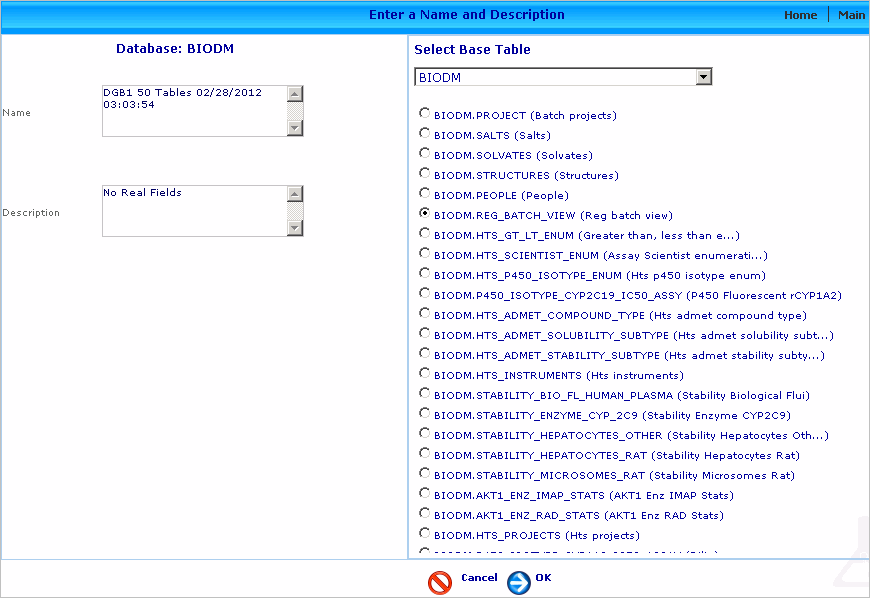 Enter a Name and Description
Home
Main
Database: BIODM
Name
DGB1 50 Tables 02/28/2012
03:03:54
Description
No Real Fields
Select Base Table
BIODM
BIODM.PROJECT (Batch projects)
BIODM.SALTS (Salts)
BIODM.SOLVATES (Solvates)
BIODM.STRUCTURES (Structures)
BIODM.PEOPLE (People)
BIODM.REG_BATCH_VIEW (Reg batch view)
BIODM.HTS_GT_LT_ENUM (Greater than, less than e...)
BIODM.HTS_SCIENTIST_ENUM (Assay Scientist enumerati...)
BIODM.HTS_P450_ISOTYPE_ENUM (Hts p450 isotype enum)
BIODM.P450_ISOTYPE_CYP2C19_IC50_ASSY (P450 Fluorescent rCYP1A2)
BIODM.HTS_ADMET_COMPOUND_TYPE (Hts admet compound type)
BIODM.HTS_ADMET_SOLUBILITY_SUBTYPE (Hts admet solubility subt...)
BIODM.HTS_ADMET_STABILITY_SUBTYPE (Hts admet stability subty...)
BIODM.HTS_INSTRUMENTS (Hts instruments)
BIODM.STABILITY_BIO_FL_HUMAN_PLASMA (Stability Biological Flui)
BIODM.STABILITY_ENZYME_CYP_2C9 (Stability Enzyme CYP2C9)
BIODM.STABILITY_HEPATOCYTES_OTHER (Stability Hepatocytes Oth...)
BIODM.STABILITY_HEPATOCYTES_RAT (Stability Hepatocytes Rat)
BIODM.STABILITY_MICROSOMES_RAT (Stability Microsomes Rat)
BIODM.AKT1_ENZ_IMAP_STATS (AKT1 Enz IMAP Stats)
BIODM.AKT1_ENZ_RAD_STATS (AKT1 Enz RAD Stats)
BIODM.HTS_PROJECTS (Hts projects)
Cancel
OK